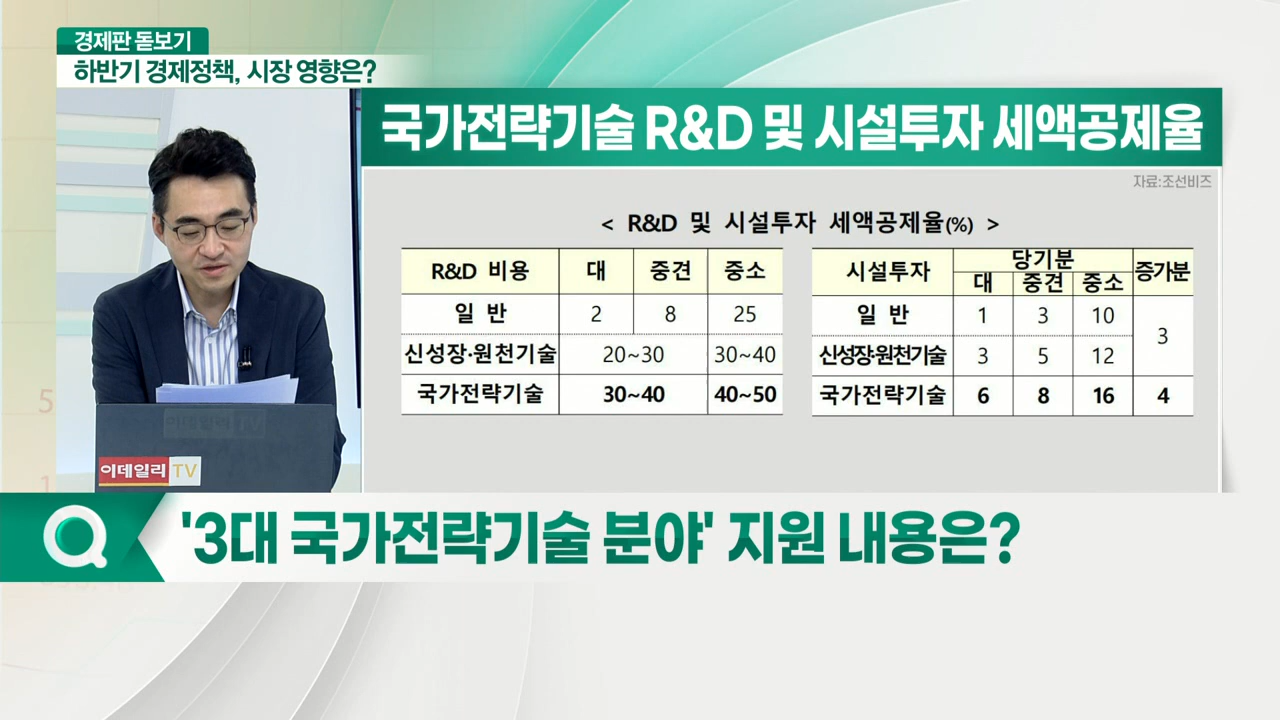 경제판 돋보기
하반기 경제정책, 시장 영향은?
국가전략기술 R&D 및 시설투자 세액공제율
자료:조선비즈
< R&D 및 시설투자 세액공제율(%) >
R&D 비용 대 중견 중소
일 반 2 8 25
신성장·원천기술 20~30 30~40
국가전략기술 30~40 40~50
시설투자 당기분 증가분
대 중견 중소
일 반 1 3 10 3
신성장·원천기술 3 5 12
국가전략기술 6 8 16 4
이데일리 TV
이데일리 TV
'3대 국가전략기술 분야' 지원 내용은?